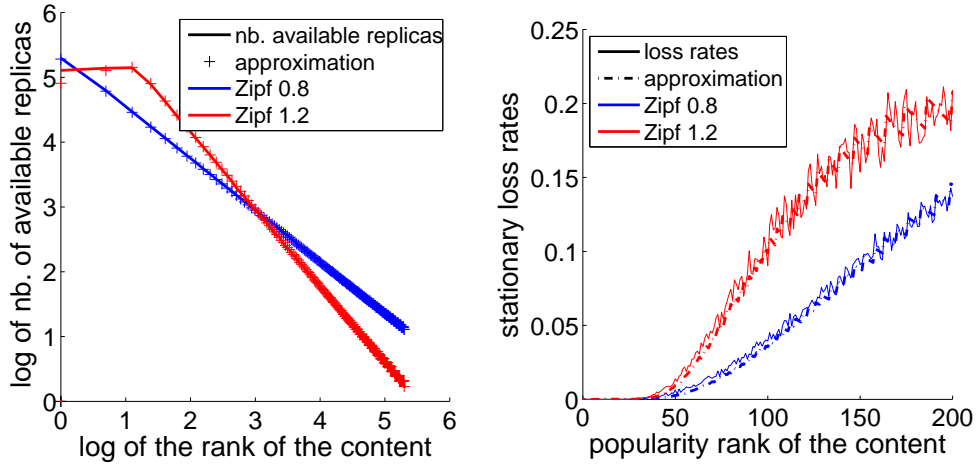 log of nb. of available replicas
6
5
4
3
2
1
0
nb. available replicas
approximation
Zipf 0.8
Zipf 1.2
0 1 2 3 4 5 6
log of the rank of the content
stationary loss rates
0.25
0.2
0.15
0.1
0.05
0
loss rates
approximation
Zipf 0.8
Zipf 1.2
0 50 100 150 200
popularity rank of the content